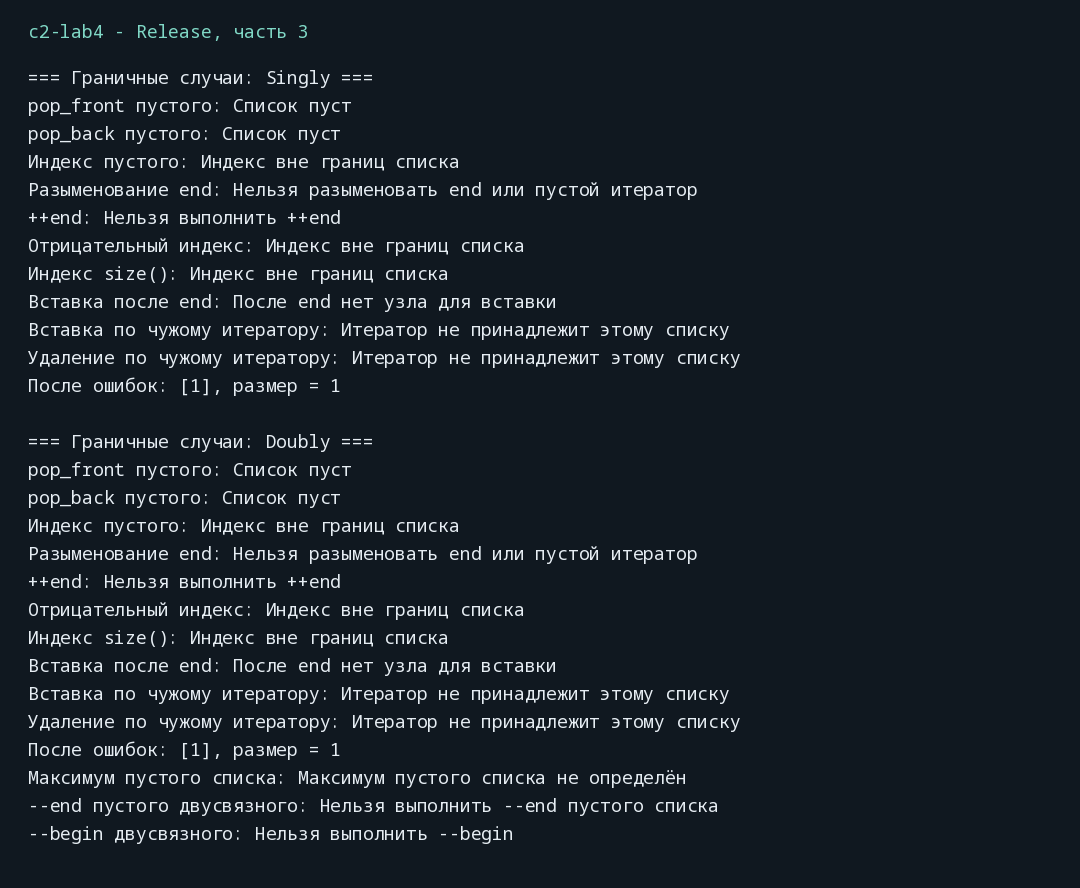 c2-lab4 - Release, часть 3
=== Граничные случаи: Singly ===
pop_front пустого: Список пуст
pop_back пустого: Список пуст
Индекс пустого: Индекс вне границ списка
Разыменование end: Нельзя разыменовать end или пустой итератор
++end: Нельзя выполнить ++end
Отрицательный индекс: Индекс вне границ списка
Индекс size(): Индекс вне границ списка
Вставка после end: После end нет узла для вставки
Вставка по чужому итератору: Итератор не принадлежит этому списку
Удаление по чужому итератору: Итератор не принадлежит этому списку
После ошибок: [1], размер = 1
=== Граничные случаи: Doubly ===
pop_front пустого: Список пуст
pop_back пустого: Список пуст
Индекс пустого: Индекс вне границ списка
Разыменование end: Нельзя разыменовать end или пустой итератор
++end: Нельзя выполнить ++end
Отрицательный индекс: Индекс вне границ списка
Индекс size(): Индекс вне границ списка
Вставка после end: После end нет узла для вставки
Вставка по чужому итератору: Итератор не принадлежит этому списку
Удаление по чужому итератору: Итератор не принадлежит этому списку
После ошибок: [1], размер = 1
Максимум пустого списка: Максимум пустого списка не определён
--end пустого двусвязного: Нельзя выполнить --end пустого списка
--begin двусвязного: Нельзя выполнить --begin